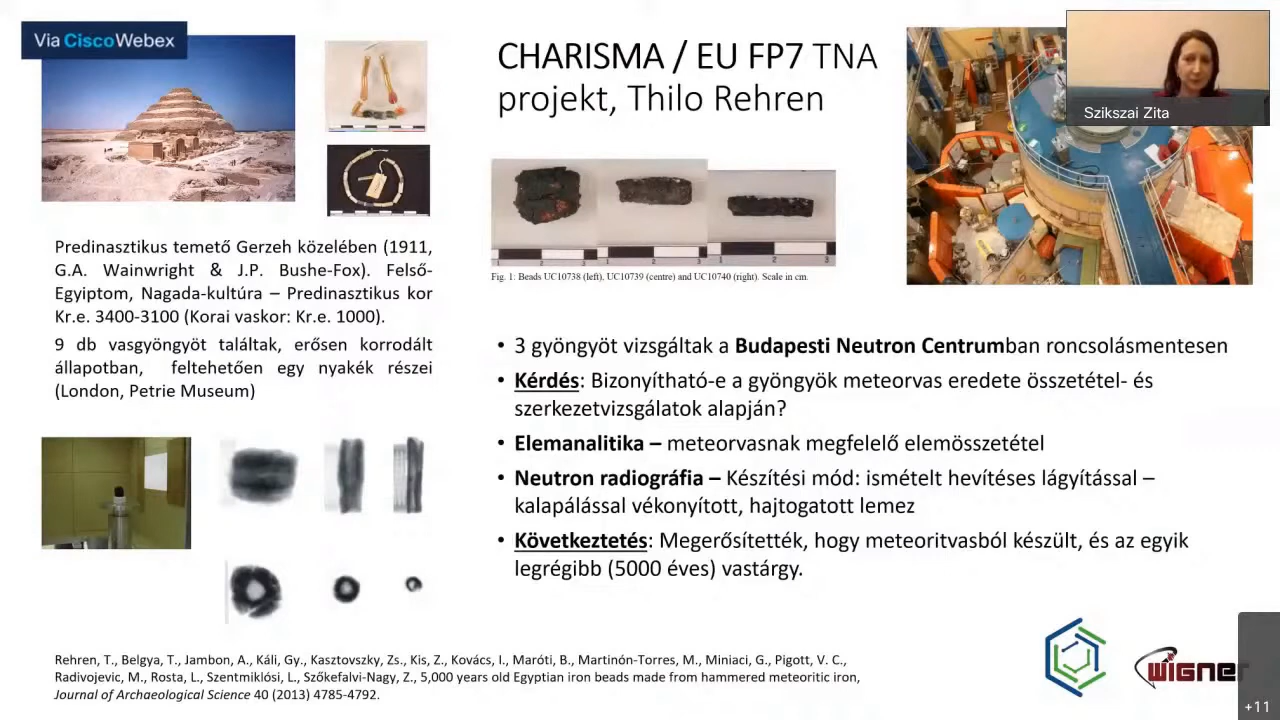 Via Cisco Webex
CHARISMA / EU FP7 TNA
projekt, Thilo Rehren
Szikszai Zita
Fig. 1: Beads UC10738 (left), UC10739 (centre) and UC10740 (right). Scale in cm.
Predinasztikus temető Gerzeh közelében (1911,
G.A. Wainwright & J.P. Bushe-Fox). Felső-
Egyiptom, Nagada-kultúra – Predinasztikus kor
Kr.e. 3400-3100 (Korai vaskor: Kr.e. 1000).
9 db vasgyöngyöt találtak, erősen korrodált
állapotban, feltehetően egy nyakék részei
(London, Petrie Museum)
• 3 gyöngyöt vizsgáltak a Budapesti Neutron Centrumban roncsolásmentesen
• Kérdés: Bizonyítható-e a gyöngyök meteorvas eredete összetétel- és
szerkezetvizsgálatok alapján?
• Elemanalitika – meteorvasnak megfelelő elemösszetétel
• Neutron radiográfia – Készítési mód: ismételt hevítéses lágyítással –
kalapálással vékonyított, hajtogatott lemez
• Következtetés: Megerősítették, hogy meteoritvasból készült, és az egyik
legrégibb (5000 éves) vastárgy.
Rehren, T., Belgya, T., Jambon, A., Káli, Gy., Kasztovszky, Zs., Kis, Z., Kovács, I., Maróti, B., Martinón-Torres, M., Miniaci, G., Pigott, V. C.,
Radivojevic, M., Rosta, L., Szentmiklósi, L., Szőkefalvi-Nagy, Z., 5,000 years old Egyptian iron beads made from hammered meteoritic iron,
Journal of Archaeological Science 40 (2013) 4785-4792.
wigner
+11